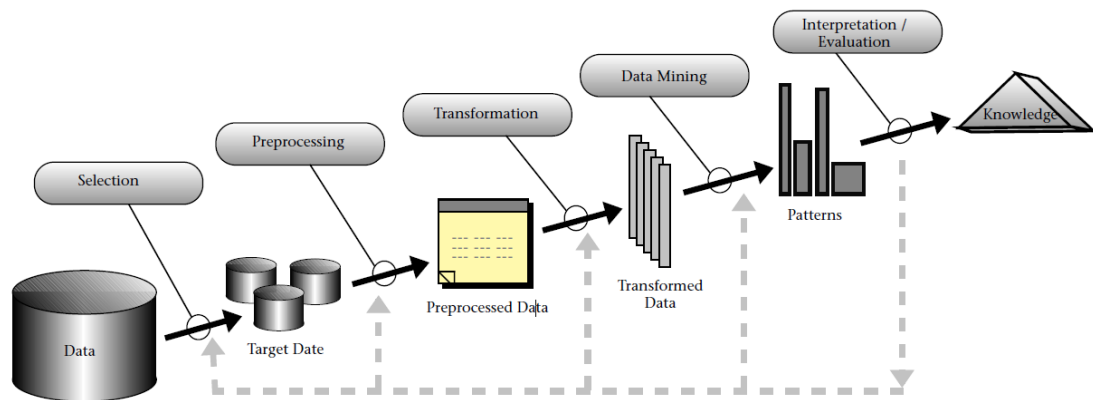 Interpretation /
Evaluation
Data Mining
Transformation
Preprocessing
Selection
Knowledge
Patterns
Transformed
Data
Preprocessed Data
Target Date
Data